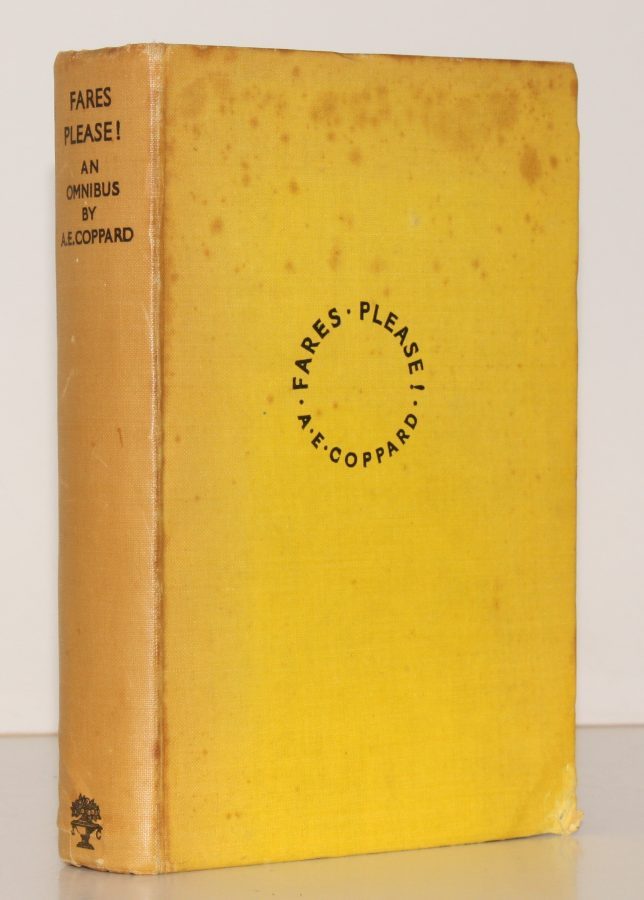 FARES
PLEASE!
AN
OMNIBUS
BY
A.E.COPPARD
FARES · PLEASE!
· A · E · COPPARD ·